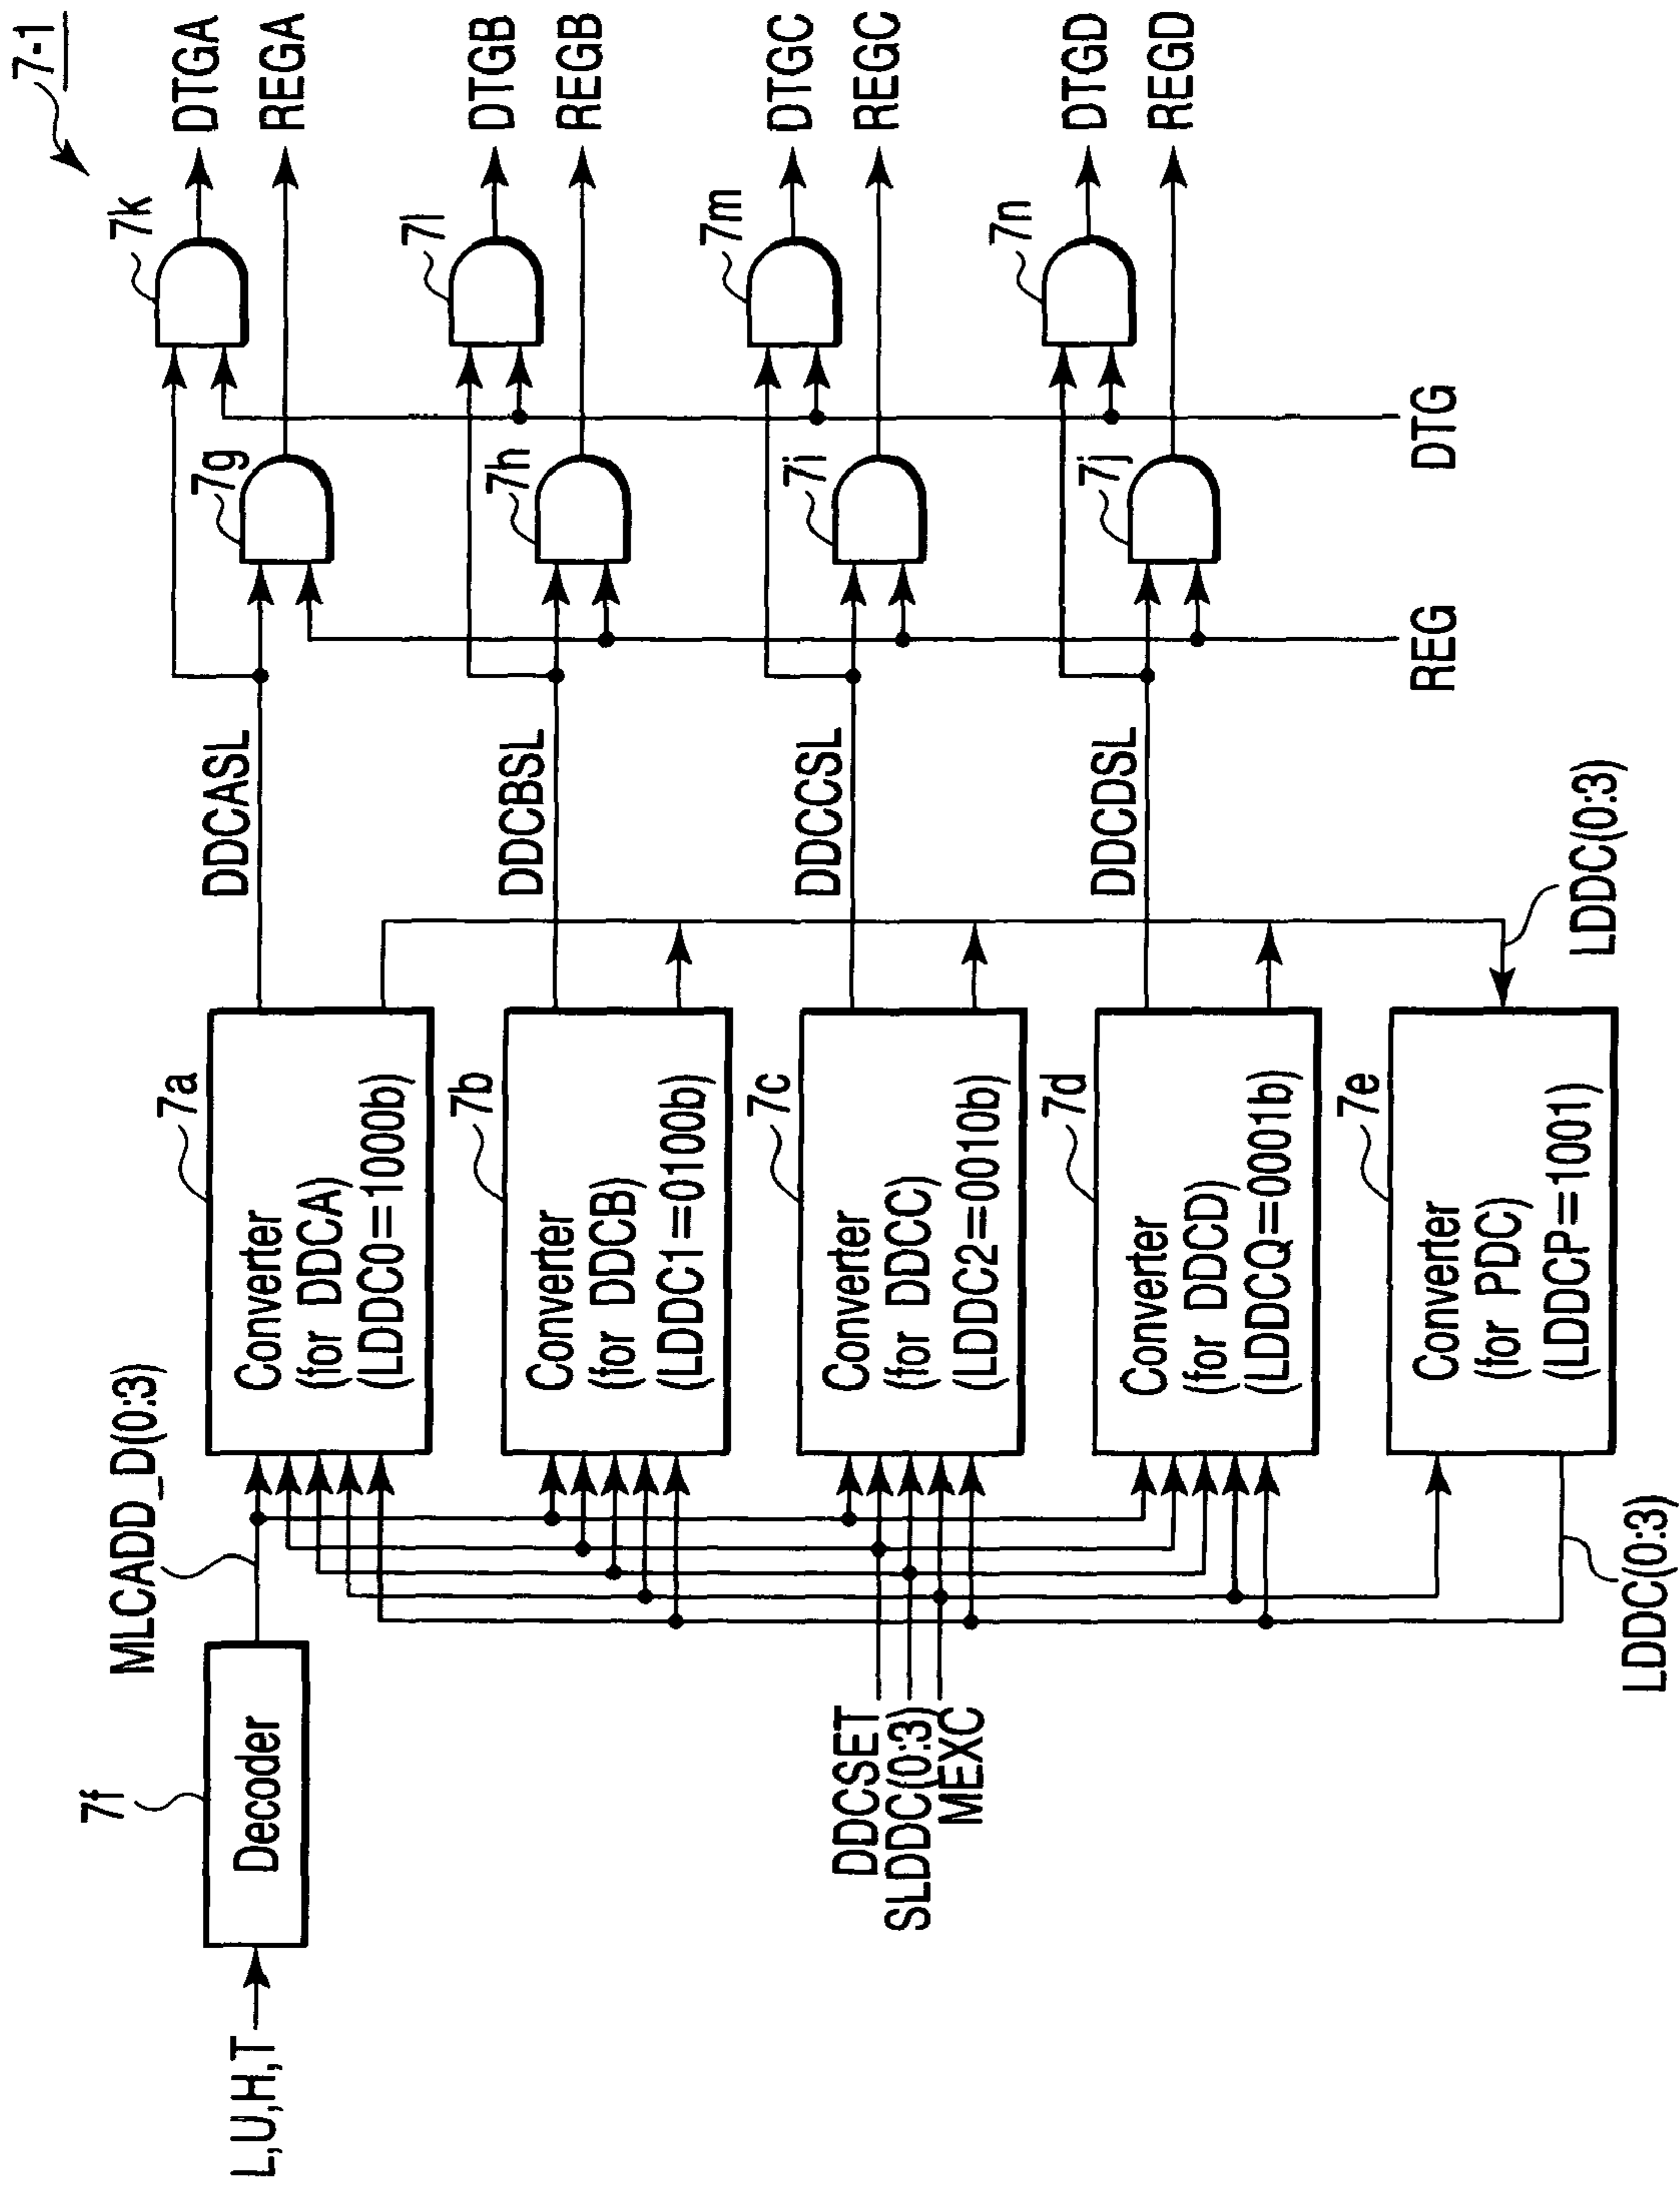 7-1
L,U,H,T
7f
Decoder
MLCADD_D(0:3)
DDCSET
SLDDC(0:3)
MEXC
LDDC(0:3)
7a
Converter
(for DDCA)
(LDDC0=1000b)
7b
Converter
(for DDCB)
(LDDC1=0100b)
7c
Converter
(for DDCC)
(LDDC2=0010b)
7d
Converter
(for DDCD)
(LDDCQ=0001b)
7e
Converter
(for PDC)
(LDDCP=1001)
LDDC(0:3)
DDCASL
DDCBSL
DDCCSL
DDCDSL
REG
DTG
7g
7h
7i
7j
7k
7l
7m
7n
DTGA
REGA
DTGB
REGB
DTGC
REGC
DTGD
REGD